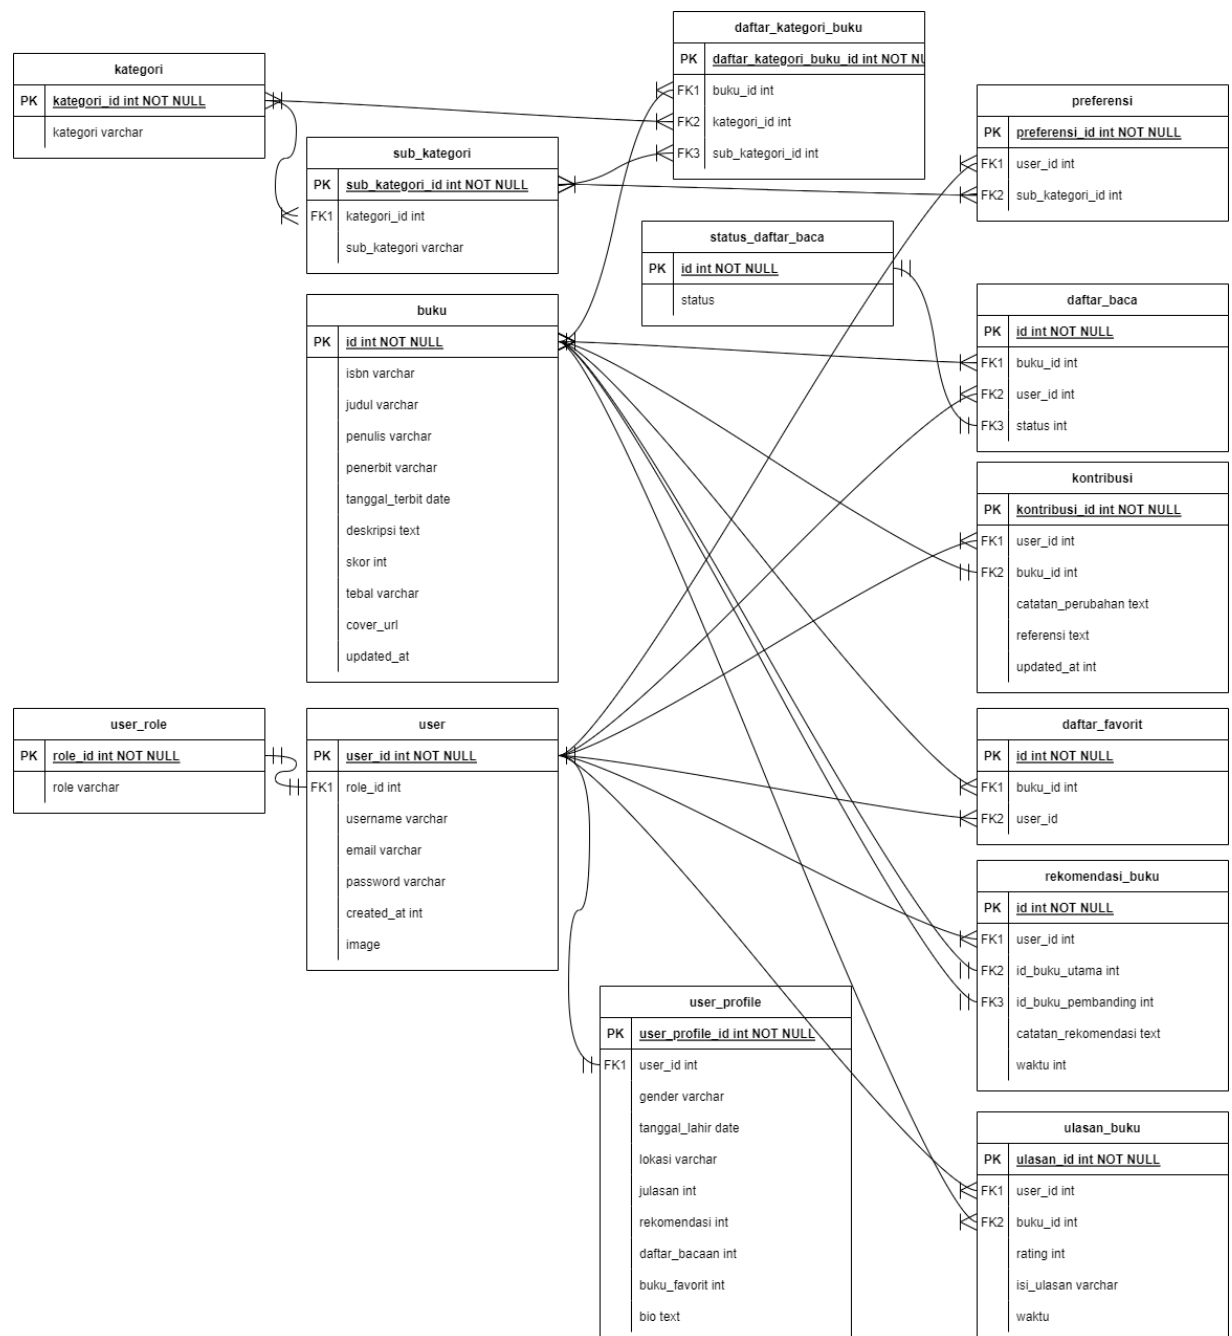 daftar_kategori_buku
PK daftar_kategori_buku_id int NOT NU
FK1 buku_id int
FK2 kategori_id int
FK3 sub_kategori_id int
kategori
PK kategori_id int NOT NULL
kategori varchar
preferensi
PK preferensi_id int NOT NULL
FK1 user_id int
FK2 sub_kategori_id int
sub_kategori
PK sub_kategori_id int NOT NULL
FK1 kategori_id int
sub_kategori varchar
status_daftar_baca
PK id int NOT NULL
status
buku
PK id int NOT NULL
isbn varchar
judul varchar
penulis varchar
penerbit varchar
tanggal_terbit date
deskripsi text
skor int
tebal varchar
cover_url
updated_at
daftar_baca
PK id int NOT NULL
FK1 buku_id int
FK2 user_id int
FK3 status int
kontribusi
PK kontribusi_id int NOT NULL
FK1 user_id int
FK2 buku_id int
catatan_perubahan text
referensi text
updated_at int
user_role
PK role_id int NOT NULL
role varchar
user
PK user_id int NOT NULL
FK1 role_id int
username varchar
email varchar
password varchar
created_at int
image
daftar_favorit
PK id int NOT NULL
FK1 buku_id int
FK2 user_id
rekomendasi_buku
PK id int NOT NULL
FK1 user_id int
FK2 id_buku_utama int
FK3 id_buku_pembanding int
catatan_rekomendasi text
waktu int
user_profile
PK user_profile_id int NOT NULL
FK1 user_id int
gender varchar
tanggal_lahir date
lokasi varchar
julasan int
rekomendasi int
daftar_bacaan int
buku_favorit int
bio text
ulasan_buku
PK ulasan_id int NOT NULL
FK1 user_id int
FK2 buku_id int
rating int
isi_ulasan varchar
waktu